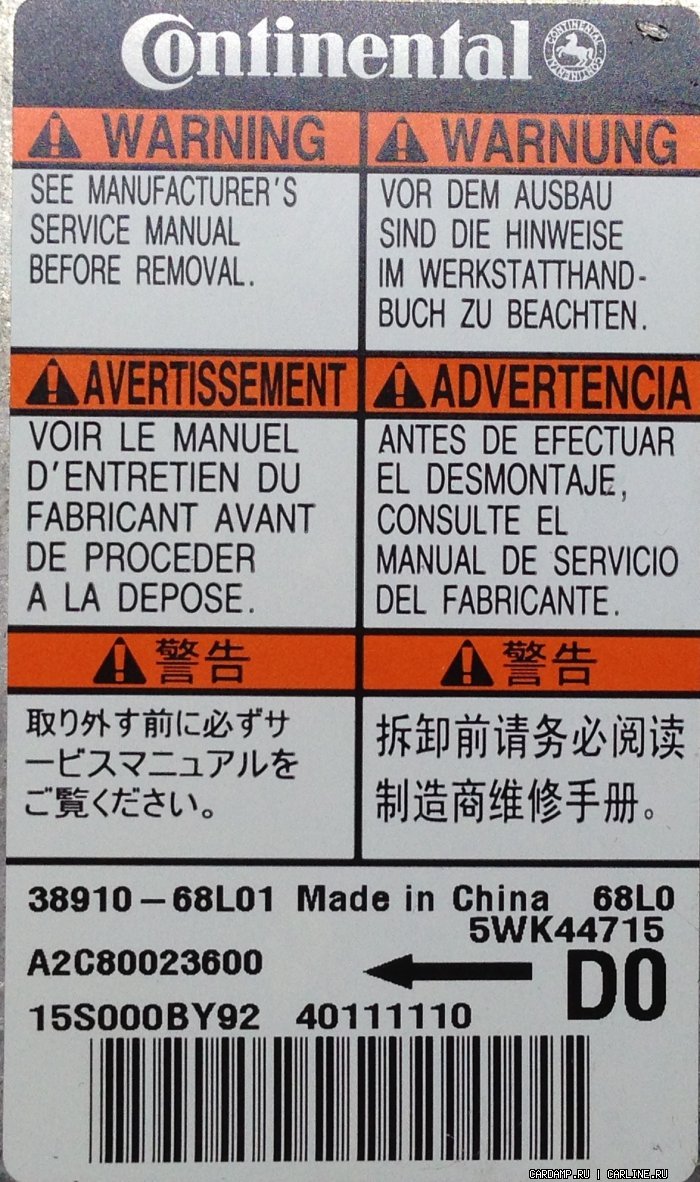 Continental
CONTINENTAL
CONTINENTAL
WARNING
SEE MANUFACTURER'S
SERVICE MANUAL
BEFORE REMOVAL.
WARNUNG
VOR DEM AUSBAU
SIND DIE HINWEISE
IM WERKSTATTHAND-
BUCH ZU BEACHTEN.
AVERTISSEMENT
VOIR LE MANUEL
D'ENTRETIEN DU
FABRICANT AVANT
DE PROCEDER
A LA DEPOSE.
ADVERTENCIA
ANTES DE EFECTUAR
EL DESMONTAJE,
CONSULTE EL
MANUAL DE SERVICIO
DEL FABRICANTE.
警告
取り外す前に必ずサ
ービスマニュアルを
ご覧ください。
警告
拆卸前请务必阅读
制造商维修手册。
38910-68L01 Made in China 68L0
5WK44715
A2C80023600
D0
15S000BY92 40111110
CARDAMP.RU | CARLINE.RU